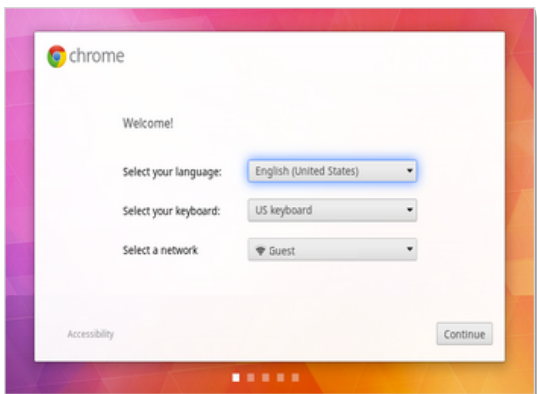 chrome
Welcome!
Select your language: English (United States)
Select your keyboard: US keyboard
Select a network Guest
Accessibility Continue